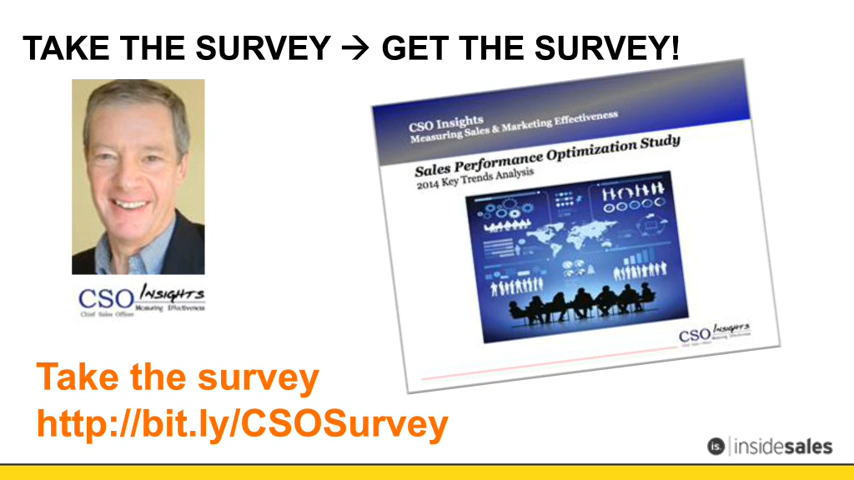 TAKE THE SURVEY → GET THE SURVEY!
CSO Insights
Measuring Sales & Marketing Effectiveness
Sales Performance Optimization Study
2014 Key Trends Analysis
CSO INSIGHTS
Chief Sales Officer
Measuring Effectiveness
CSO Insights
Take the survey
http://bit.ly/CSOSurvey
is. insidesales